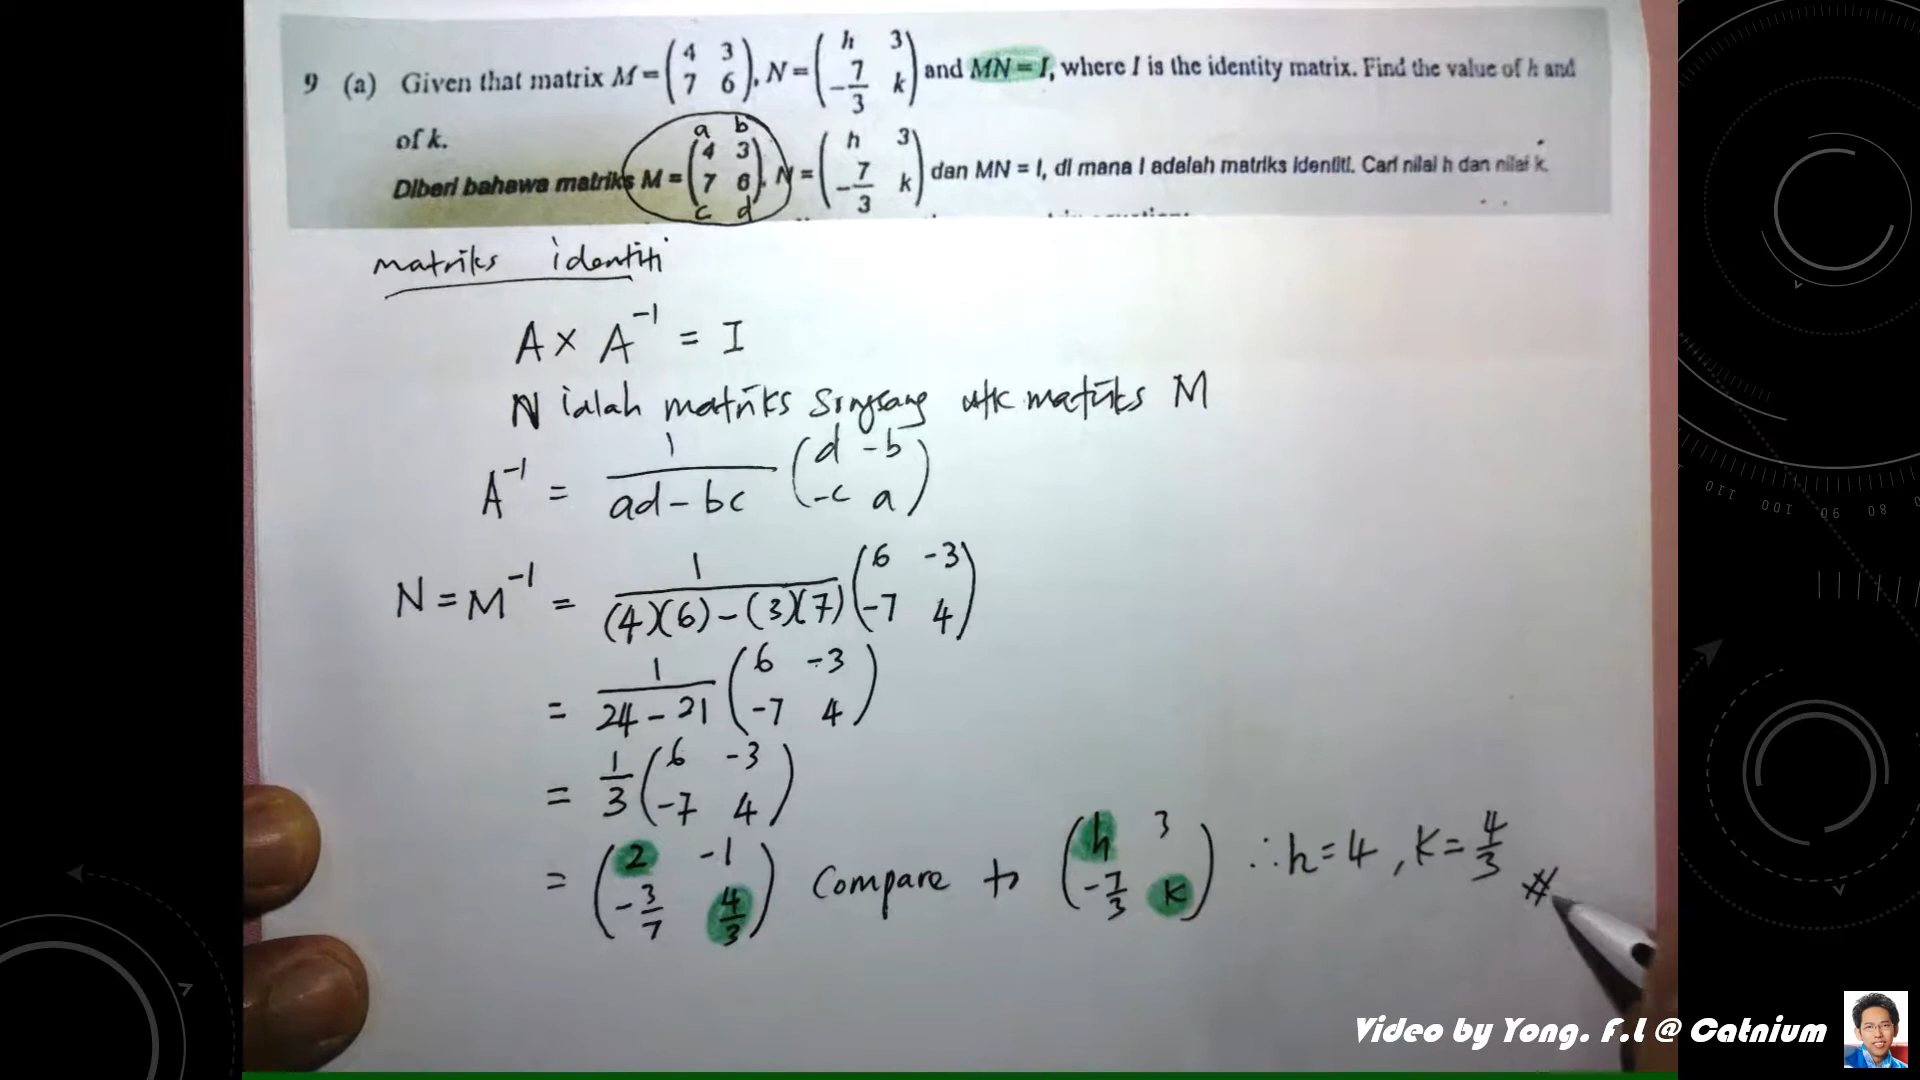 9 (a) Given that matrix M = (4 3 7 6), N = (h 3 -7/3 k) and MN = I, where I is the identity matrix. Find the value of h and
of k.
a b
Diberi bahawa matriks M = (4 3 7 6), N = (h 3 -7/3 k) dan MN = I, di mana I adalah matriks identiti. Cari nilai h dan nilai k.
c d
matriks identiti
A × A⁻¹ = I
N ialah matriks songsang utk matriks M
A⁻¹ = 1/(ad - bc) (d -b -c a)
N = M⁻¹ = 1/((4)(6) - (3)(7)) (6 -3 -7 4)
= 1/(24 - 21) (6 -3 -7 4)
= 1/3 (6 -3 -7 4)
= (2 -1 -3/7 4/3) Compare to (h 3 -7/3 k) ∴ h = 4, k = 4/3 #
110 100 90 80
Video by Yong. F.L @ Catnium